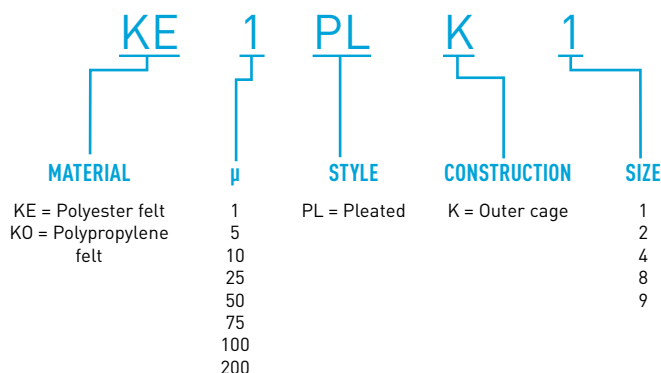 KE 1 PL K 1
MATERIAL μ STYLE CONSTRUCTION SIZE
KE = Polyester felt 1 PL = Pleated K = Outer cage 1
KO = Polypropylene 5 2
felt 10 4
25 8
50 9
75
100
200